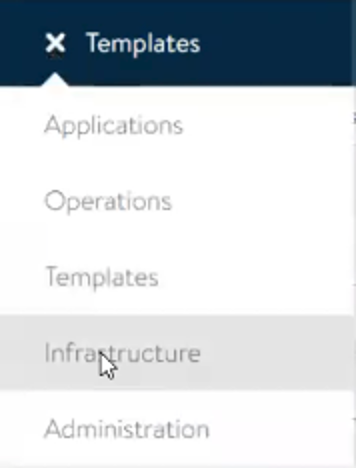 Templates
Applications
Operations
Templates
Infrastructure
Administration